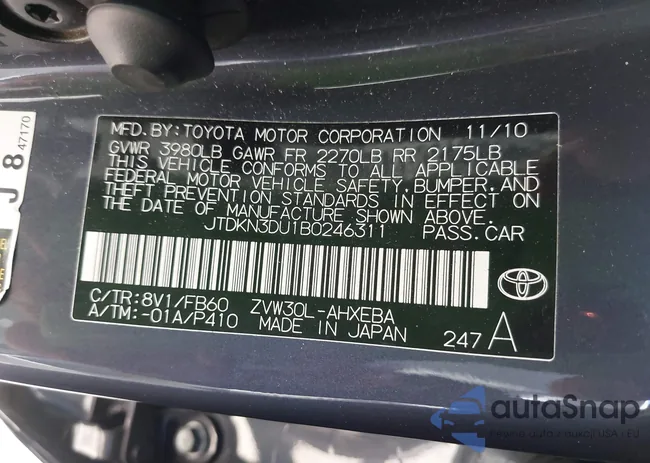 MFD.BY:TOYOTA MOTOR CORPORATION 11/10
GVWR 3980LB GAWR FR 2270LB RR 2175LB
THIS VEHICLE CONFORMS TO ALL APPLICABLE
FEDERAL MOTOR VEHICLE SAFETY, BUMPER, AND
THEFT PREVENTION STANDARDS IN EFFECT ON
THE DATE OF MANUFACTURE SHOWN ABOVE.
JTDKN3DU1B0246311 PASS.CAR
C/TR:8V1/FB60 ZVW30L-AHXEBA
A/TM:-01A/P410 MADE IN JAPAN 247 A
J 8 47170
autoSnap